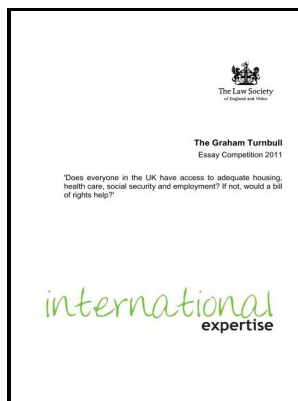 The Law Society
of England and Wales
The Graham Turnbull
Essay Competition 2011
'Does everyone in the UK have access to adequate housing,
health care, social security and employment? If not, would a bill
of rights help?'
international
expertise